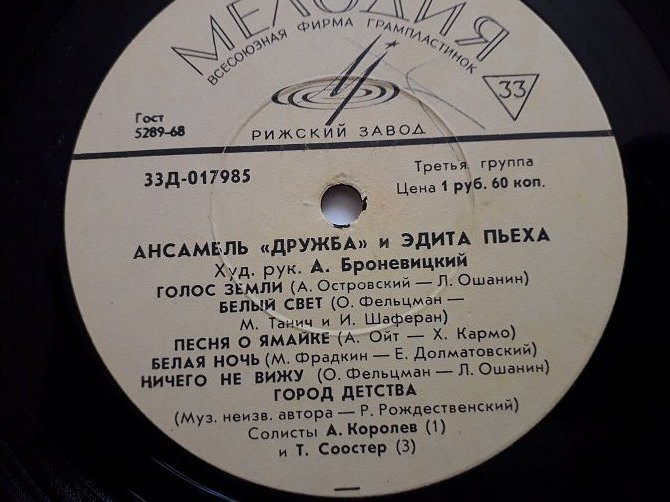 МЕЛОДИЯ
ВСЕСОЮЗНАЯ ФИРМА ГРАМПЛАСТИНОК
33
Гост
5289-68
РИЖСКИЙ ЗАВОД
33Д-017985
Третья группа
Цена 1 руб. 60 коп.
АНСАМБЛЬ «ДРУЖБА» и ЭДИТА ПЬЕХА
Худ. рук. А. Броневицкий
ГОЛОС ЗЕМЛИ (А. Островский — Л. Ошанин)
БЕЛЫЙ СВЕТ (О. Фельцман —
М. Танич и И. Шаферан)
ПЕСНЯ О ЯМАЙКЕ (А. Ойт — Х. Кармо)
БЕЛАЯ НОЧЬ (М. Фрадкин — Е. Долматовский)
НИЧЕГО НЕ ВИЖУ (О. Фельцман — Л. Ошанин)
ГОРОД ДЕТСТВА
(Муз. неизв. автора — Р. Рождественский)
Солисты А. Королев (1)
и Т. Соостер (3)